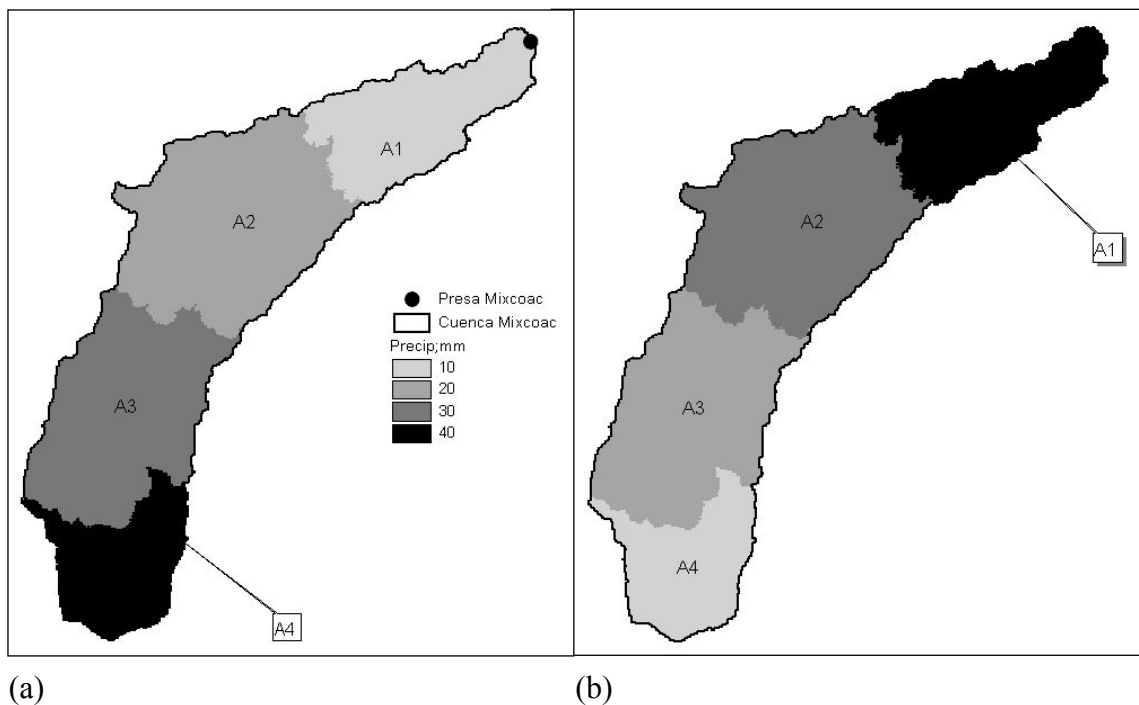 A1
A2
Presa Mixcoac
Cuenca Mixcoac
Precip;mm
10
20
30
40
A3
A4
(a)
A2
A1
A3
A4
(b)